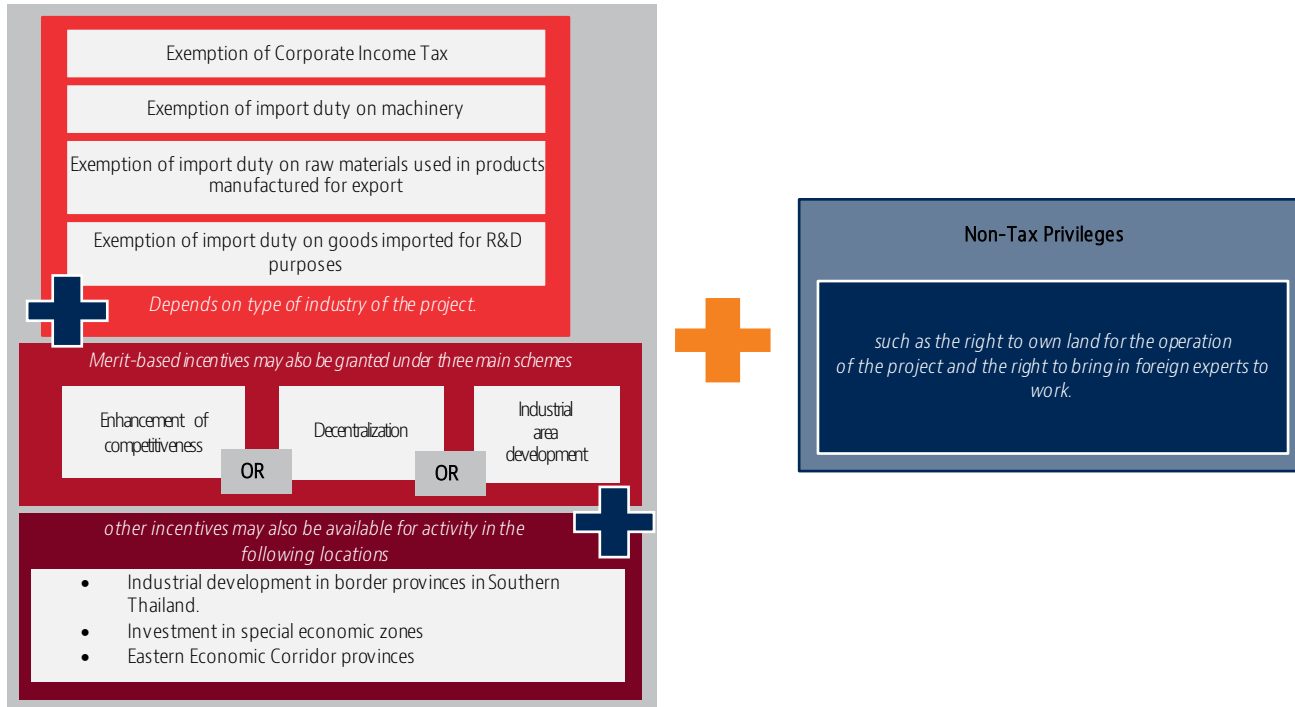 Exemption of Corporate Income Tax
Exemption of import duty on machinery
Exemption of import duty on raw materials used in products
manufactured for export
Exemption of import duty on goods imported for R&D
purposes
Depends on type of industry of the project.
Merit-based incentives may also be granted under three main schemes
Enhancement of
competitiveness
OR
Decentralization
OR
Industrial
area
development
other incentives may also be available for activity in the
following locations
• Industrial development in border provinces in Southern
Thailand.
• Investment in special economic zones
• Eastern Economic Corridor provinces
Non-Tax Privileges
such as the right to own land for the operation
of the project and the right to bring in foreign experts to
work.